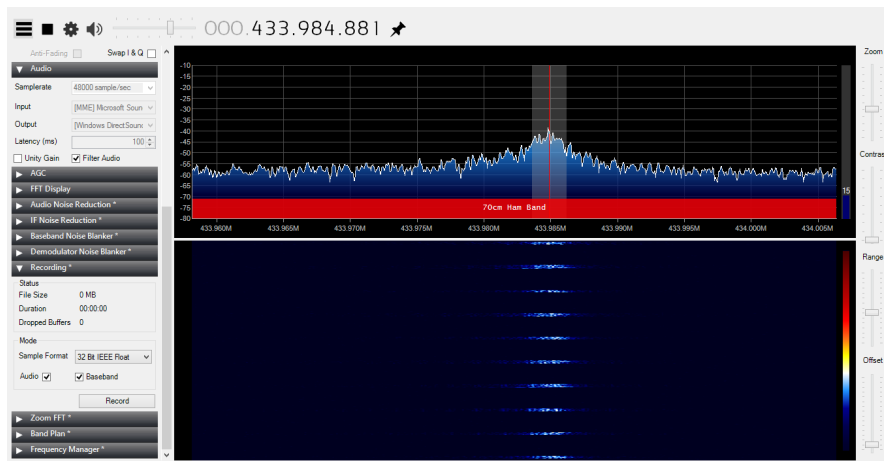 000.433.984.881
Anti-Fading Swap I & Q
Audio
Samplerate 48000 sample/sec
Input [MME] Microsoft Soun
Output [Windows DirectSound
Latency (ms) 100
Unity Gain Filter Audio
AGC
FFT Display
Audio Noise Reduction *
IF Noise Reduction *
Baseband Noise Blanker *
Demodulator Noise Blanker *
Recording *
Status
File Size 0 MB
Duration 00:00:00
Dropped Buffers 0
Mode
Sample Format 32 Bit IEEE Float
Audio Baseband
Record
Zoom FFT *
Band Plan *
Frequency Manager *
-10
-15
-20
-25
-30
-35
-40
-45
-50
-55
-60
-65
-70
-75
-80
15
70cm Ham Band
433.960M 433.965M 433.970M 433.975M 433.980M 433.985M 433.990M 433.995M 434.000M 434.005M
Zoom
Contras
Range
Offset